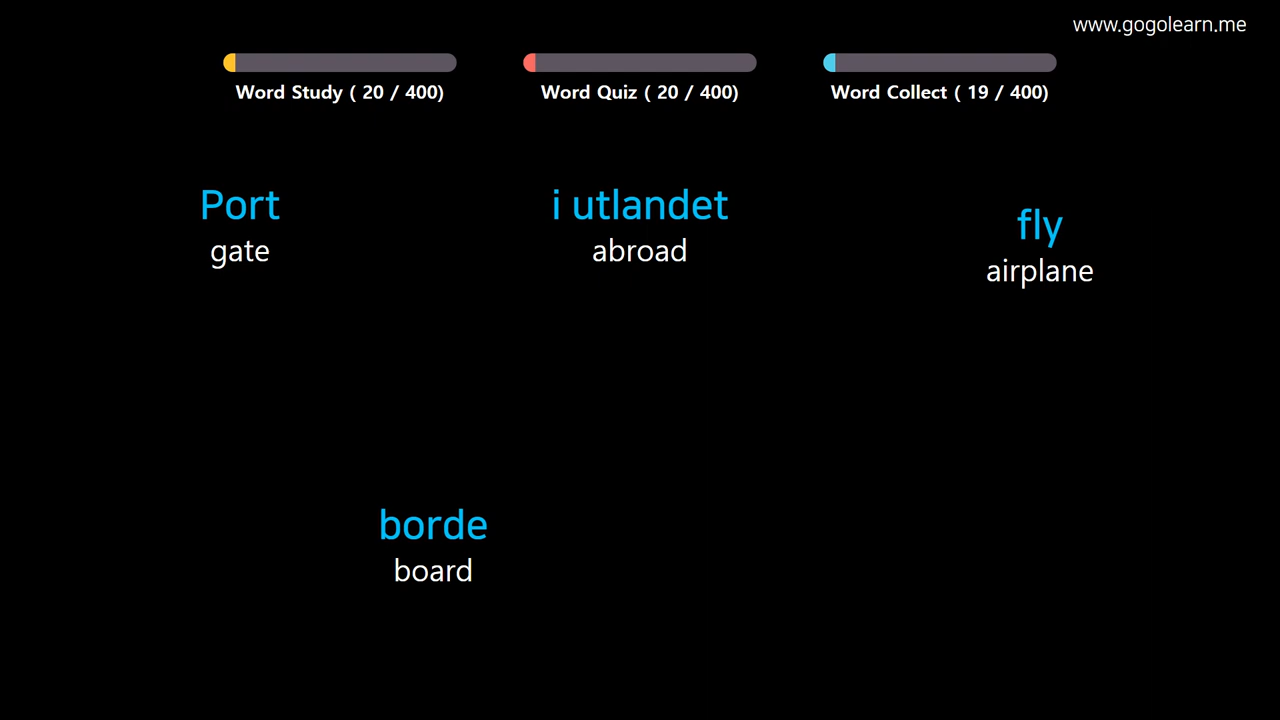 www.gogolearn.me
Word Study ( 20 / 400)
Word Quiz ( 20 / 400)
Word Collect ( 19 / 400)
Port
gate
i utlandet
abroad
fly
airplane
borde
board